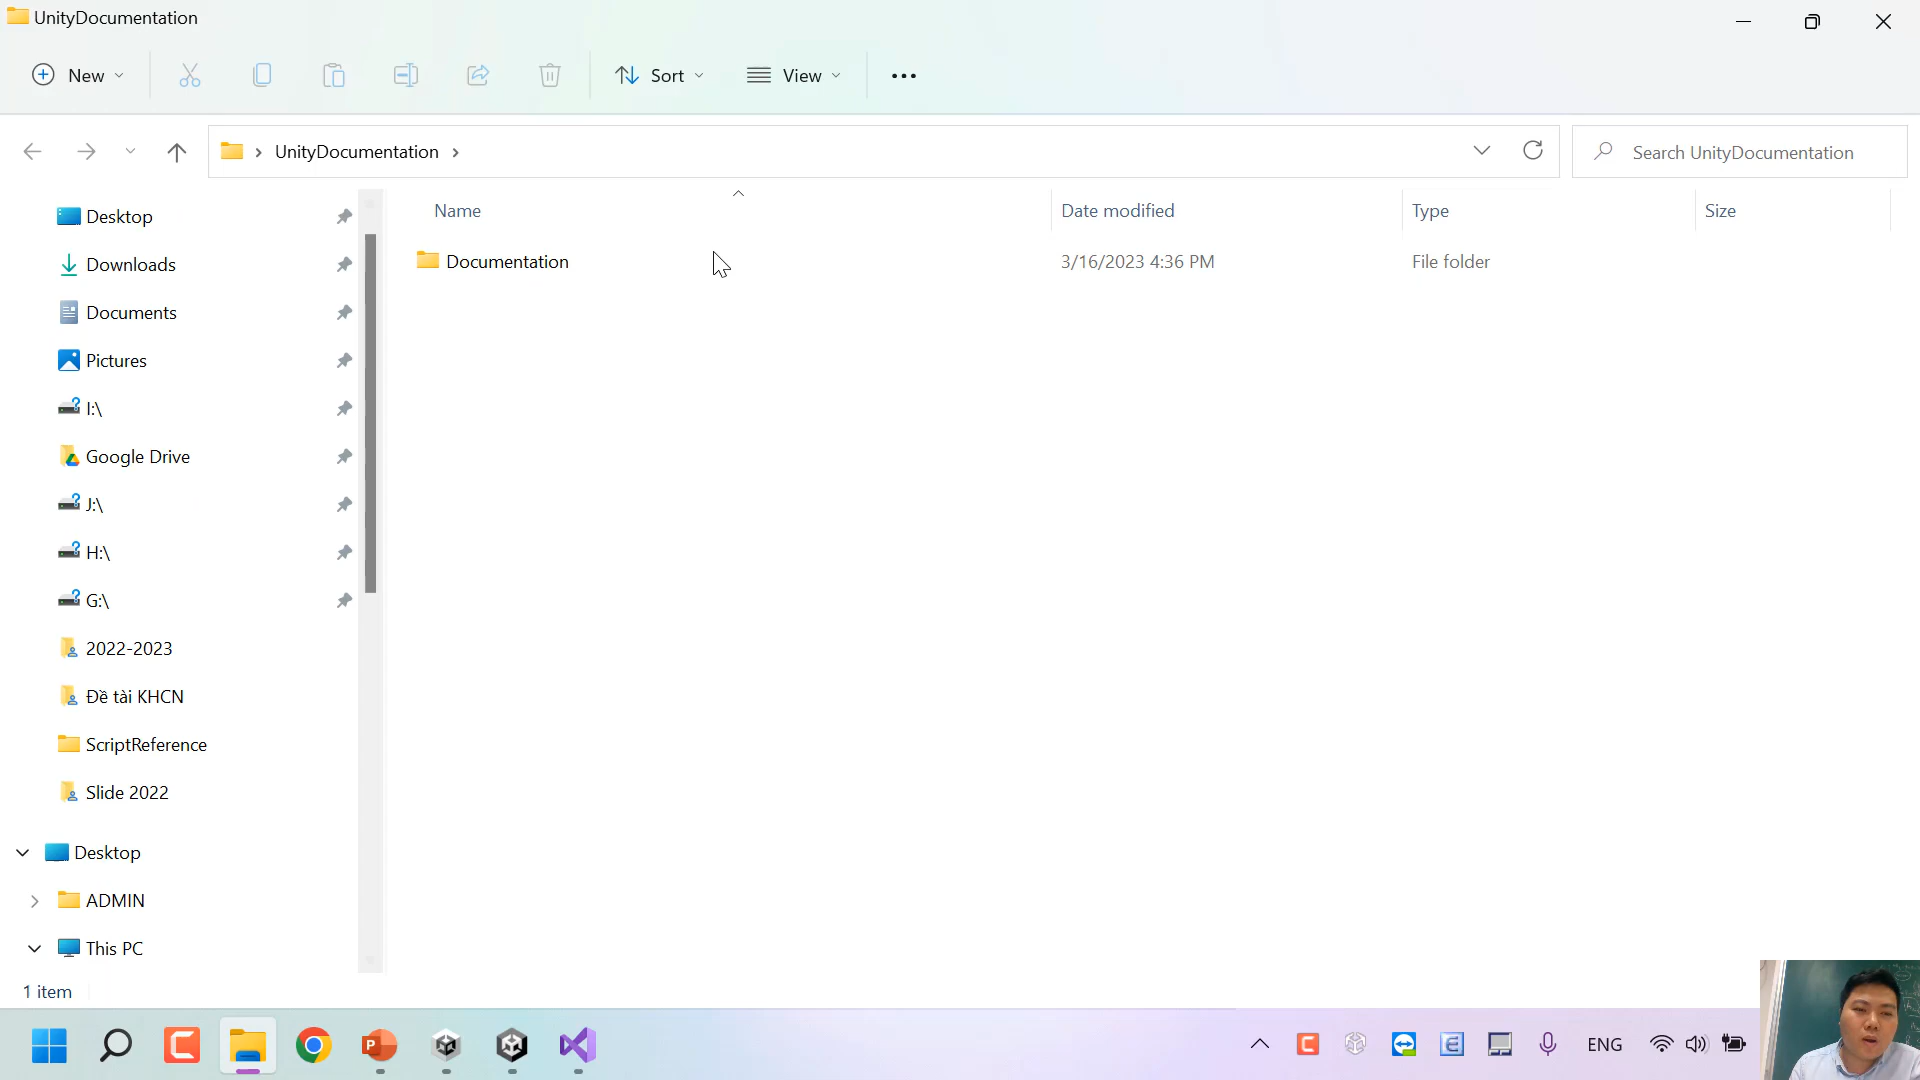 UnityDocumentation
New
Sort
View
UnityDocumentation
Search UnityDocumentation
Name
Date modified
Type
Size
Documentation
3/16/2023 4:36 PM
File folder
Desktop
Downloads
Documents
Pictures
I:\
Google Drive
J:\
H:\
G:\
2022-2023
Đề tài KHCN
ScriptReference
Slide 2022
Desktop
ADMIN
This PC
1 item
ENG